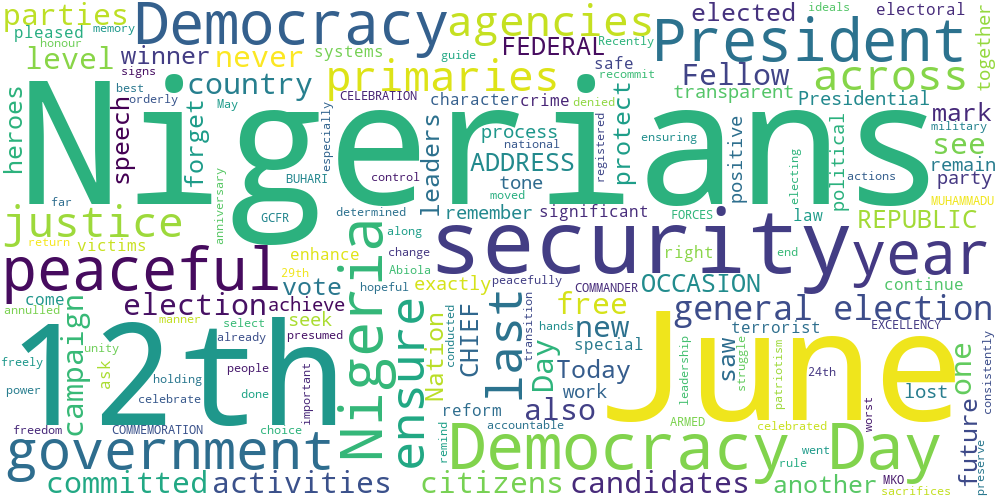 parties
pleased
memory
honour
Democracy
agencies
FEDERAL
Recently
elected
ideals
electoral
President
together
level
signs
winner
never
systems
guide
safe
recommit
Fellow
across
country
primaries
transparent
best
orderly
May
CELEBRATION
character
crime
denied
Presidential
mark
military
heroes
speech
forget
especially
Nigerians
BUHARI
control
leaders
process
national
ADDRESS
tone
moved
registered
protect
ensuring
positive
electing
political
see
remain
actions
party
MUHAMMADU
far
anniversary
GCFR
determined
along
remember
significant
FORCES
law
REPUBLIC
justice
return
victims
enhance
change
Abiola
security
right
end
year
continue
peaceful
29th
hopeful
exactly
peacefully
COMMANDER
OCCASION
annulled
come
election
achieve
vote
Nigeria
free
general election
campaign
manner
select
seek
already
presumed
ensure
Nation
CHIEF
conducted
last
transition
hands
new
special
Day
Today
work
leadership
saw
terrorist
struggle
patriotism
EXCELLENCY
24th
one
lost
consistently
freely
unity
ask
12th
people
holding
power
celebrate
done
important
reform
also
June
accountable
freedom
COMMEMORATION
choice
remind
ARMED
celebrated
worst
future
preserve
government
Democracy Day
went
rule
MKO
committed
activities
citizens
candidates
another
sacrifices